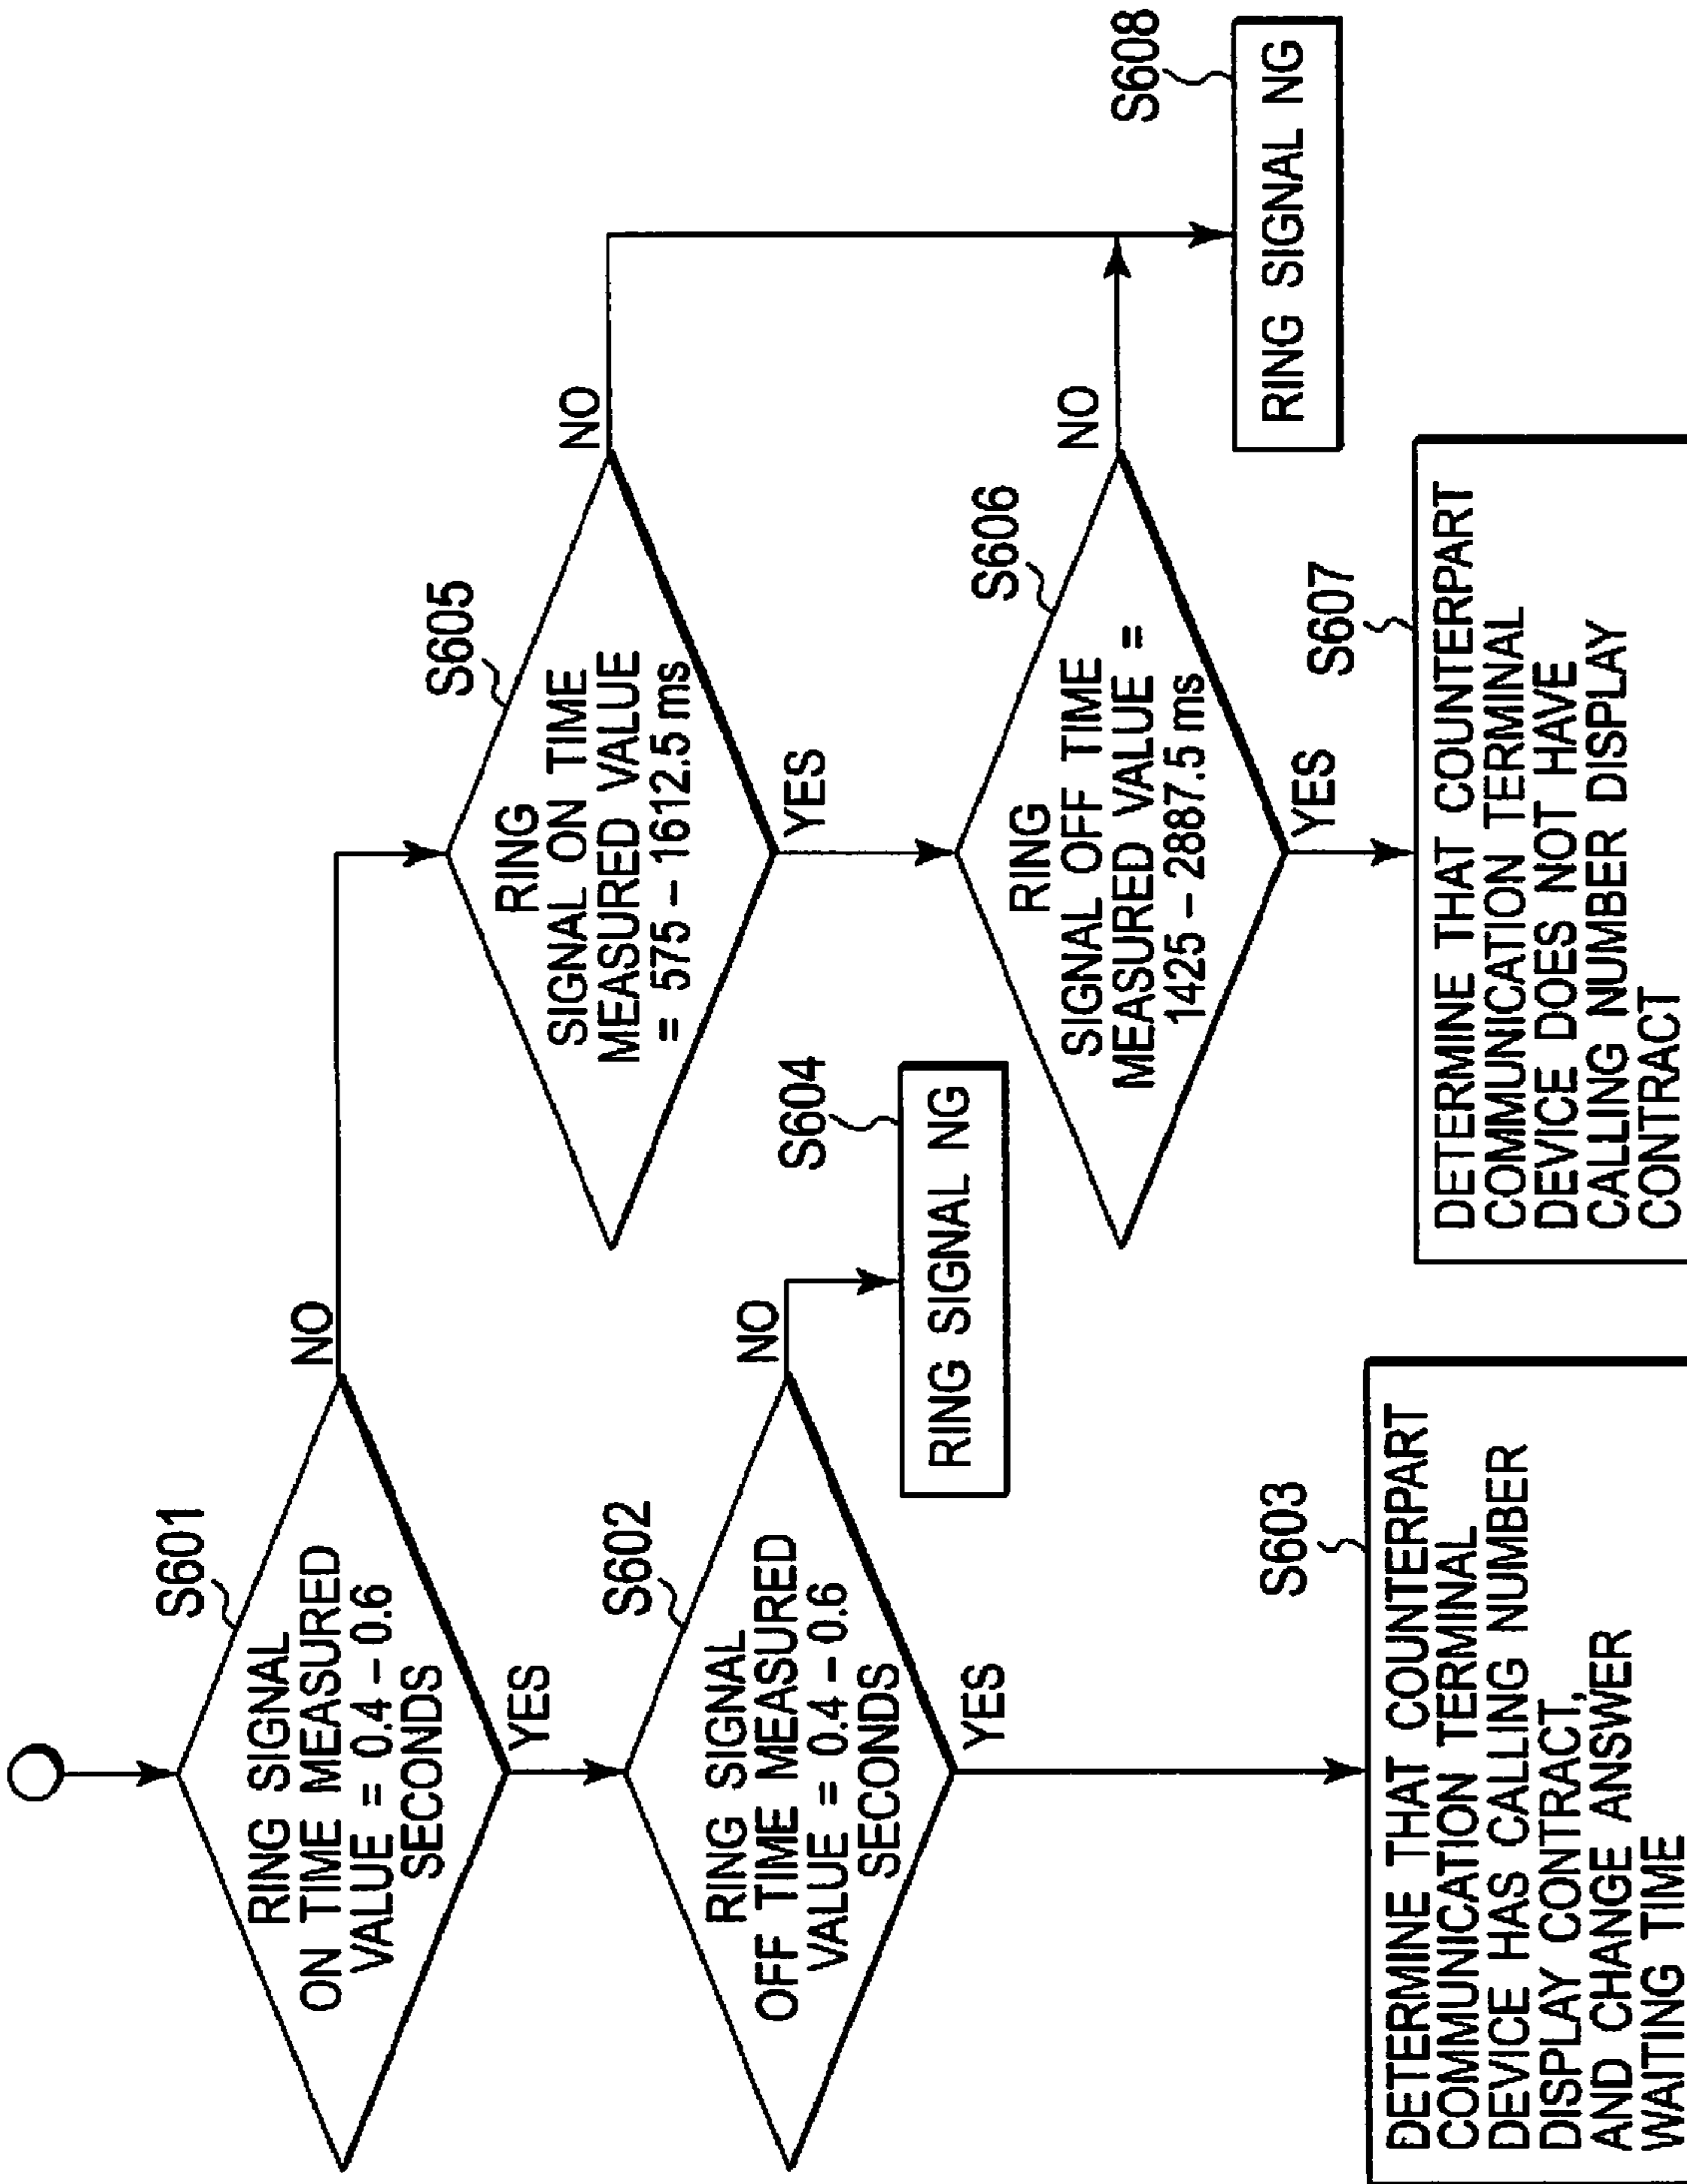 S601
RING SIGNAL
ON TIME MEASURED
VALUE = 0.4 – 0.6
SECONDS
NO
YES
S602
RING SIGNAL
OFF TIME MEASURED
VALUE = 0.4 – 0.6
SECONDS
NO
YES
S603
DETERMINE THAT COUNTERPART
COMMUNICATION TERMINAL
DEVICE HAS CALLING NUMBER
DISPLAY CONTRACT,
AND CHANGE ANSWER
WAITING TIME
S604
RING SIGNAL NG
S605
RING
SIGNAL ON TIME
MEASURED VALUE
= 575 – 1612.5 ms
NO
YES
S606
RING
SIGNAL OFF TIME
MEASURED VALUE =
1425 – 2887.5 ms
NO
YES
S607
DETERMINE THAT COUNTERPART
COMMUNICATION TERMINAL
DEVICE DOES NOT HAVE
CALLING NUMBER DISPLAY
CONTRACT
S608
RING SIGNAL NG